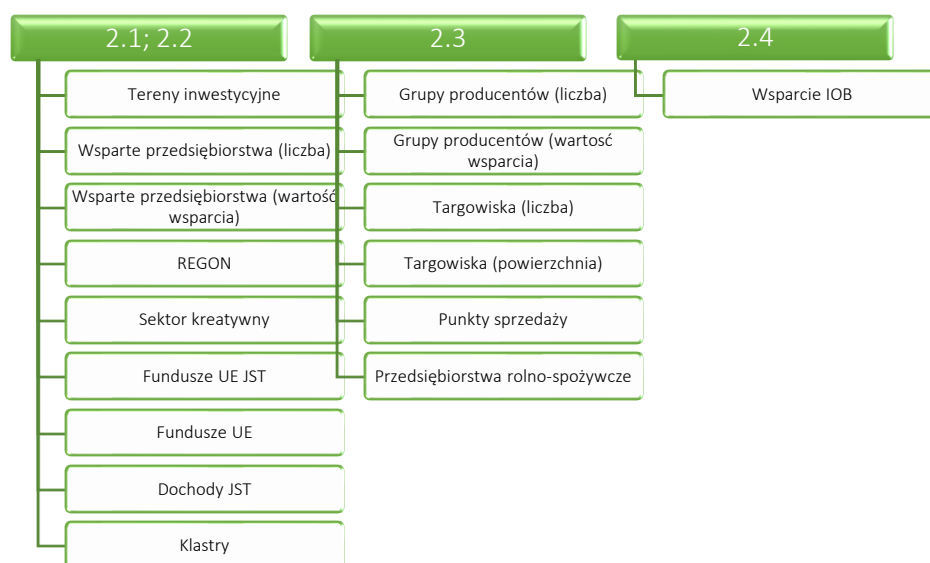 2.1; 2.2
Tereny inwestycyjne
Wsparte przedsiębiorstwa (liczba)
Wsparte przedsiębiorstwa (wartość
wsparcia)
REGON
Sektor kreatywny
Fundusze UE JST
Fundusze UE
Dochody JST
Klastry
2.3
Grupy producentów (liczba)
Grupy producentów (wartosć
wsparcia)
Targowiska (liczba)
Targowiska (powierzchnia)
Punkty sprzedaży
Przedsiębiorstwa rolno-spożywcze
2.4
Wsparcie IOB